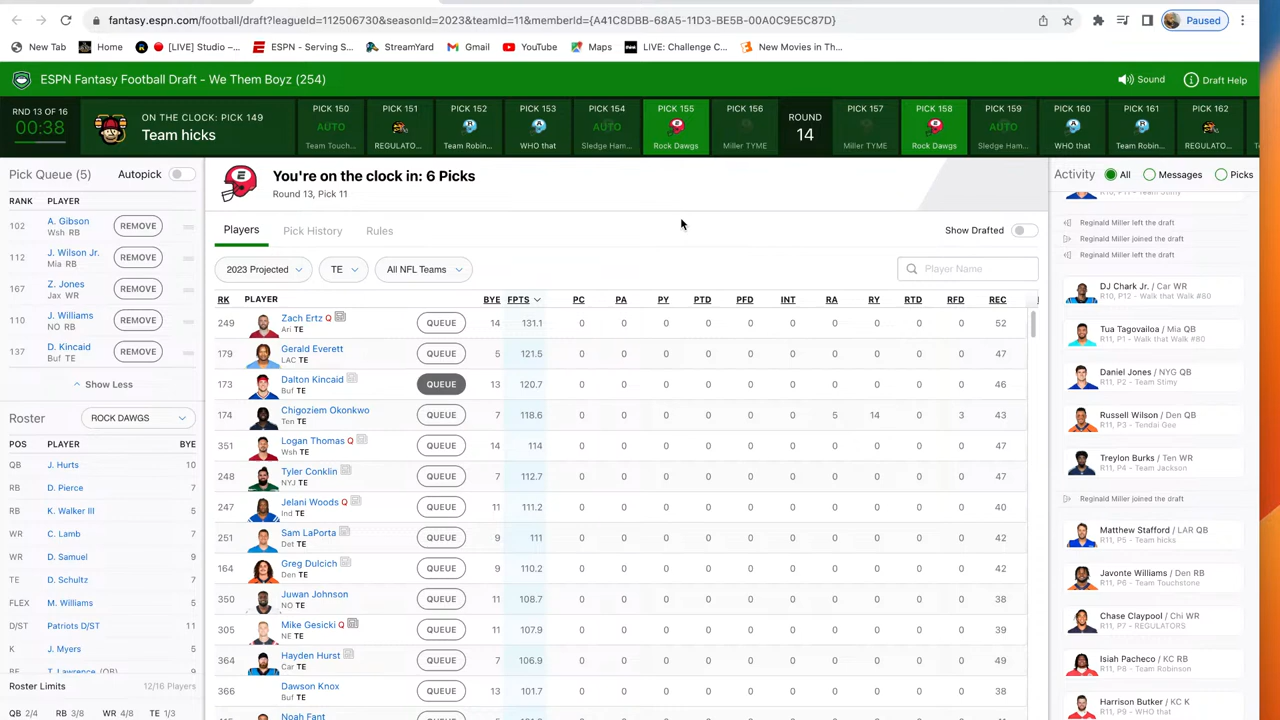 fantasy.espn.com/football/draft?leagueId=112506730&seasonId=2023&teamId=11&memberId={A41C8DBB-68A5-11D3-BE5B-00A0C9E5C87D}
Paused
New Tab
Home
[LIVE] Studio –...
ESPN - Serving S...
StreamYard
Gmail
YouTube
Maps
LIVE: Challenge C...
New Movies in Th...
ESPN Fantasy Football Draft - We Them Boyz (254)
Sound
Draft Help
RND 13 OF 16
00:38
ON THE CLOCK: PICK 149
Team hicks
PICK 150
AUTO
Team Touch...
PICK 151
REGULATO...
PICK 152
Team Robin...
PICK 153
WHO that
PICK 154
AUTO
Sledge Ham...
PICK 155
Rock Dawgs
PICK 156
Miller TYME
ROUND
14
PICK 157
Miller TYME
PICK 158
Rock Dawgs
PICK 159
AUTO
Sledge Ham...
PICK 160
WHO that
PICK 161
Team Robin...
PICK 162
REGULATO...
Pick Queue (5)
Autopick
RANK PLAYER
102 A. Gibson REMOVE
Wsh RB
112 J. Wilson Jr. REMOVE
Mia RB
167 Z. Jones REMOVE
Jax WR
110 J. Williams REMOVE
NO RB
137 D. Kincaid REMOVE
Buf TE
Show Less
Roster
ROCK DAWGS
POS PLAYER BYE
QB J. Hurts 10
RB D. Pierce 7
RB K. Walker III 5
WR C. Lamb 7
WR D. Samuel 9
TE D. Schultz 7
FLEX M. Williams 5
D/ST Patriots D/ST 11
K J. Myers 5
BE T. Lawrence (QB) 9
Roster Limits 12/16 Players
QB 2/4 RB 3/8 WR 4/8 TE 1/3
You're on the clock in: 6 Picks
Round 13, Pick 11
Players
Pick History
Rules
Show Drafted
2023 Projected
TE
All NFL Teams
Player Name
RK PLAYER BYE FPTS PC PA PY PTD PFD INT RA RY RTD RFD REC
249 Zach Ertz Q QUEUE 14 131.1 0 0 0 0 0 0 0 0 0 0 52
Ari TE
179 Gerald Everett QUEUE 5 121.5 0 0 0 0 0 0 0 0 0 0 47
LAC TE
173 Dalton Kincaid QUEUE 13 120.7 0 0 0 0 0 0 0 0 0 0 46
Buf TE
174 Chigoziem Okonkwo QUEUE 7 118.6 0 0 0 0 0 0 5 14 0 3 43
Ten TE
351 Logan Thomas Q QUEUE 14 114 0 0 0 0 0 0 0 0 0 0 47
Wsh TE
248 Tyler Conklin QUEUE 7 112.7 0 0 0 0 0 0 0 0 0 0 47
NYJ TE
247 Jelani Woods Q QUEUE 11 111.2 0 0 0 0 0 0 0 0 0 0 40
Ind TE
251 Sam LaPorta QUEUE 9 111 0 0 0 0 0 0 0 0 0 0 42
Det TE
164 Greg Dulcich QUEUE 9 110.2 0 0 0 0 0 0 0 0 0 0 42
Den TE
350 Juwan Johnson QUEUE 11 108.7 0 0 0 0 0 0 0 0 0 0 38
NO TE
305 Mike Gesicki Q QUEUE 11 107.9 0 0 0 0 0 0 0 0 0 0 39
NE TE
364 Hayden Hurst QUEUE 7 106.9 0 0 0 0 0 0 0 0 0 0 49
Car TE
366 Dawson Knox QUEUE 13 101.7 0 0 0 0 0 0 0 0 0 0 38
Buf TE
Noah Fant
Activity
All
Messages
Picks
R10, P11 - Team Stimy
Reginald Miller left the draft
Reginald Miller joined the draft
Reginald Miller left the draft
DJ Chark Jr. / Car WR
R10, P12 - Walk that Walk #80
Tua Tagovailoa / Mia QB
R11, P1 - Walk that Walk #80
Daniel Jones / NYG QB
R11, P2 - Team Stimy
Russell Wilson / Den QB
R11, P3 - Tendai Gee
Treylon Burks / Ten WR
R11, P4 - Team Jackson
Reginald Miller joined the draft
Matthew Stafford / LAR QB
R11, P5 - Team hicks
Javonte Williams / Den RB
R11, P6 - Team Touchstone
Chase Claypool / Chi WR
R11, P7 - REGULATORS
Isiah Pacheco / KC RB
R11, P8 - Team Robinson
Harrison Butker / KC K
R11, P9 - WHO that